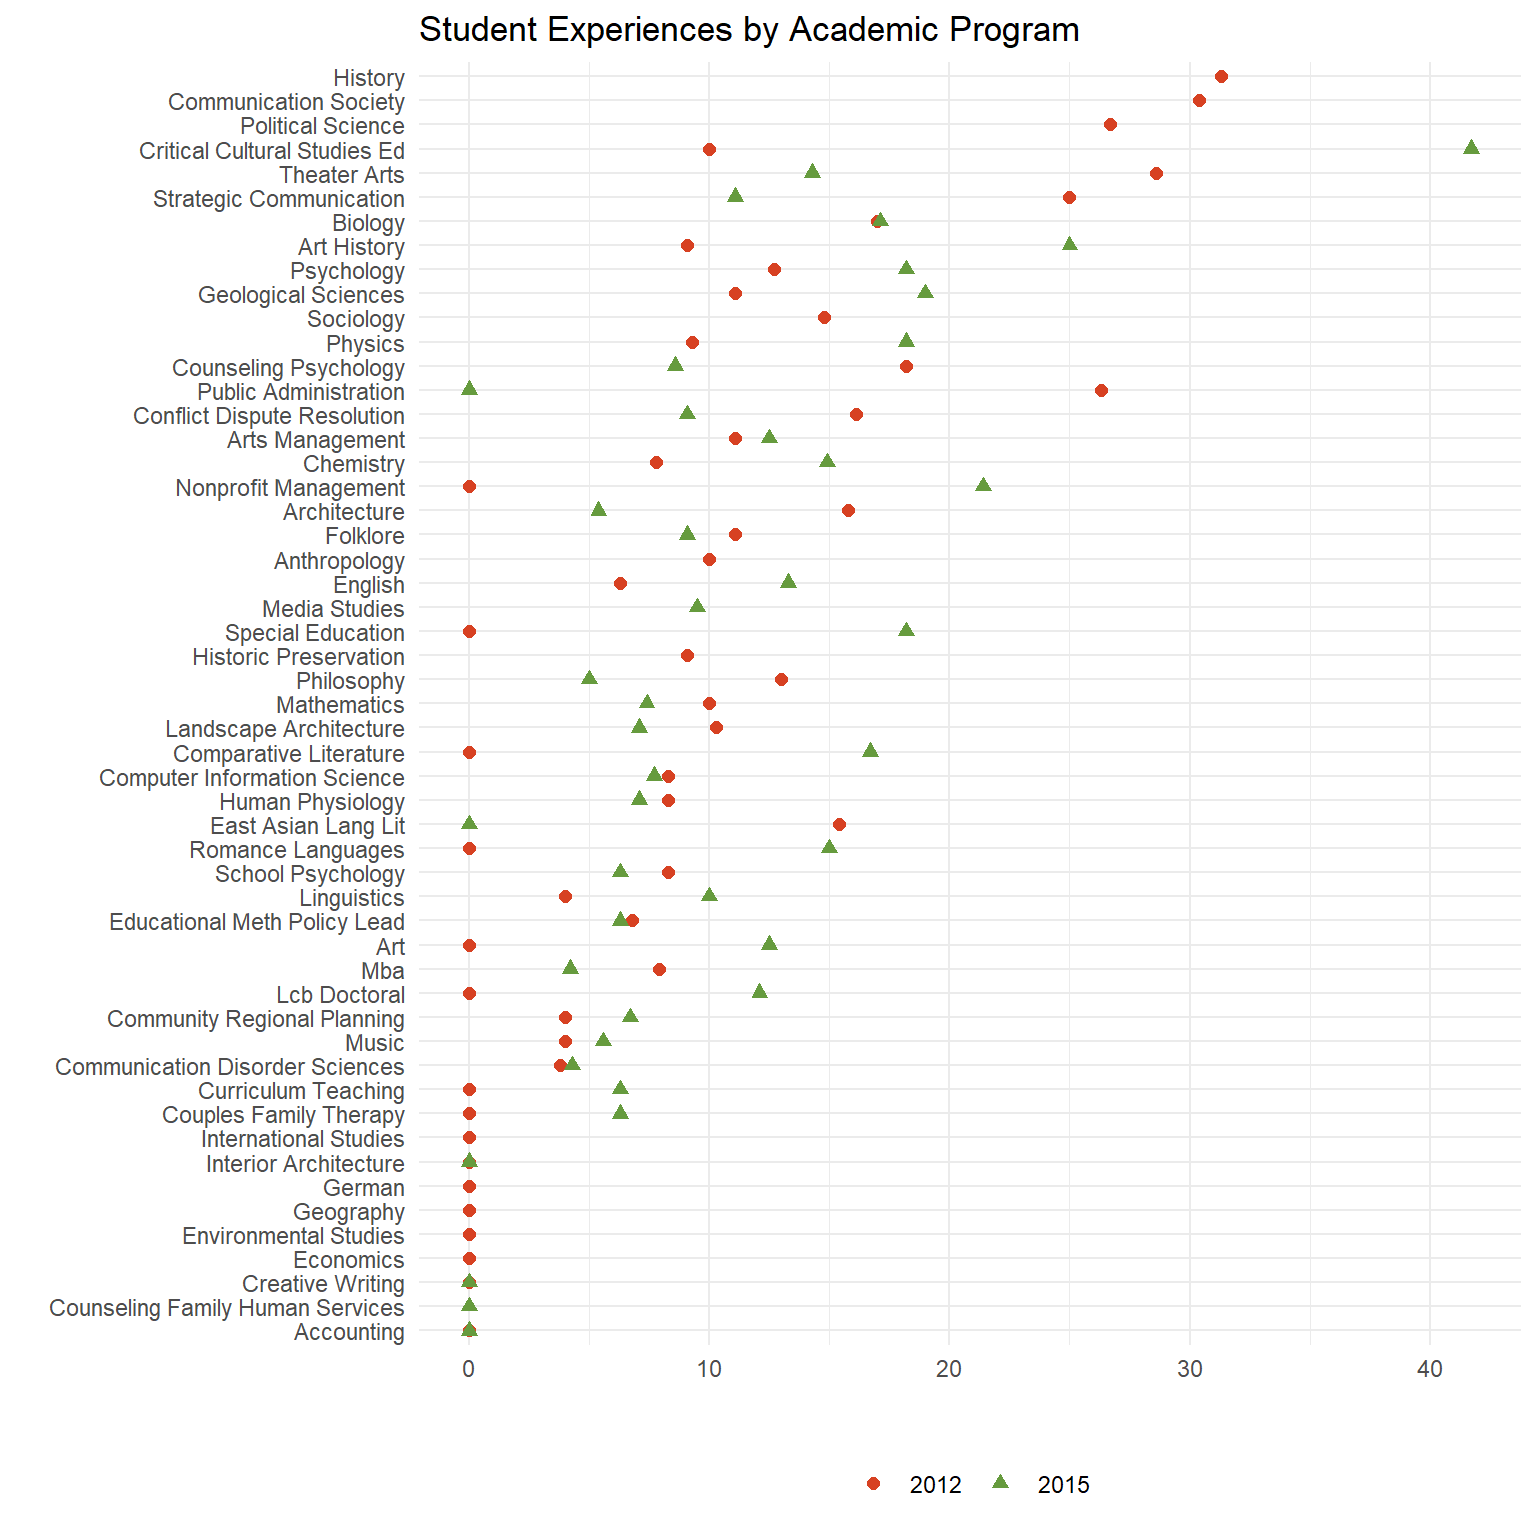 Student Experiences by Academic Program
History
Communication Society
Political Science
Critical Cultural Studies Ed
Theater Arts
Strategic Communication
Biology
Art History
Psychology
Geological Sciences
Sociology
Physics
Counseling Psychology
Public Administration
Conflict Dispute Resolution
Arts Management
Chemistry
Nonprofit Management
Architecture
Folklore
Anthropology
English
Media Studies
Special Education
Historic Preservation
Philosophy
Mathematics
Landscape Architecture
Comparative Literature
Computer Information Science
Human Physiology
East Asian Lang Lit
Romance Languages
School Psychology
Linguistics
Educational Meth Policy Lead
Art
Mba
Lcb Doctoral
Community Regional Planning
Music
Communication Disorder Sciences
Curriculum Teaching
Couples Family Therapy
International Studies
Interior Architecture
German
Geography
Environmental Studies
Economics
Creative Writing
Counseling Family Human Services
Accounting
0 10 20 30 40
2012 2015